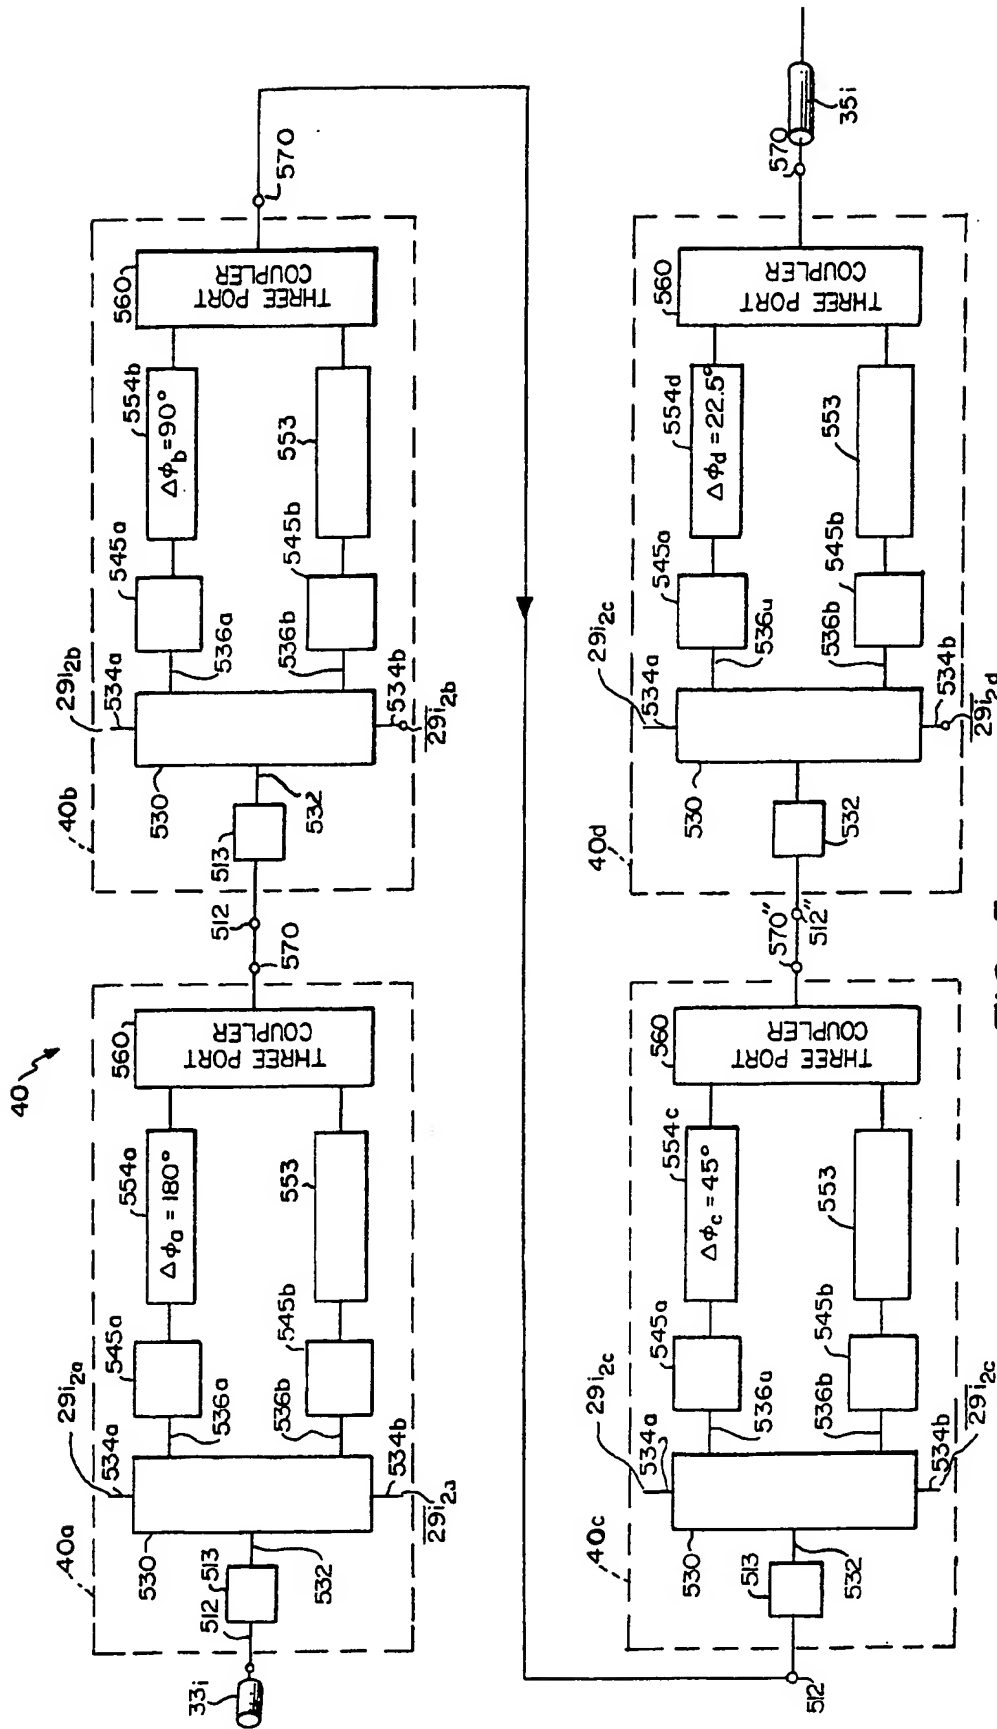 40
40a
33i
512
513
532
530
534a
29i2a
536a
545a
554a
Δφa = 180°
536b
545b
553
534b
29i2a
560
THREE PORT
COUPLER
570
512
40b
513
532
530
534a
29i2b
536a
545a
554b
Δφb = 90°
536b
545b
553
534b
29i2b
560
THREE PORT
COUPLER
570
40c
512
513
532
530
534a
29i2c
536a
545a
554c
Δφc = 45°
536b
545b
553
534b
29i2c
560
THREE PORT
COUPLER
570''
512''
40d
532
530
534a
29i2c
536a
545a
554d
Δφd = 22.5°
536b
545b
553
534b
29i2d
560
THREE PORT
COUPLER
570
35i